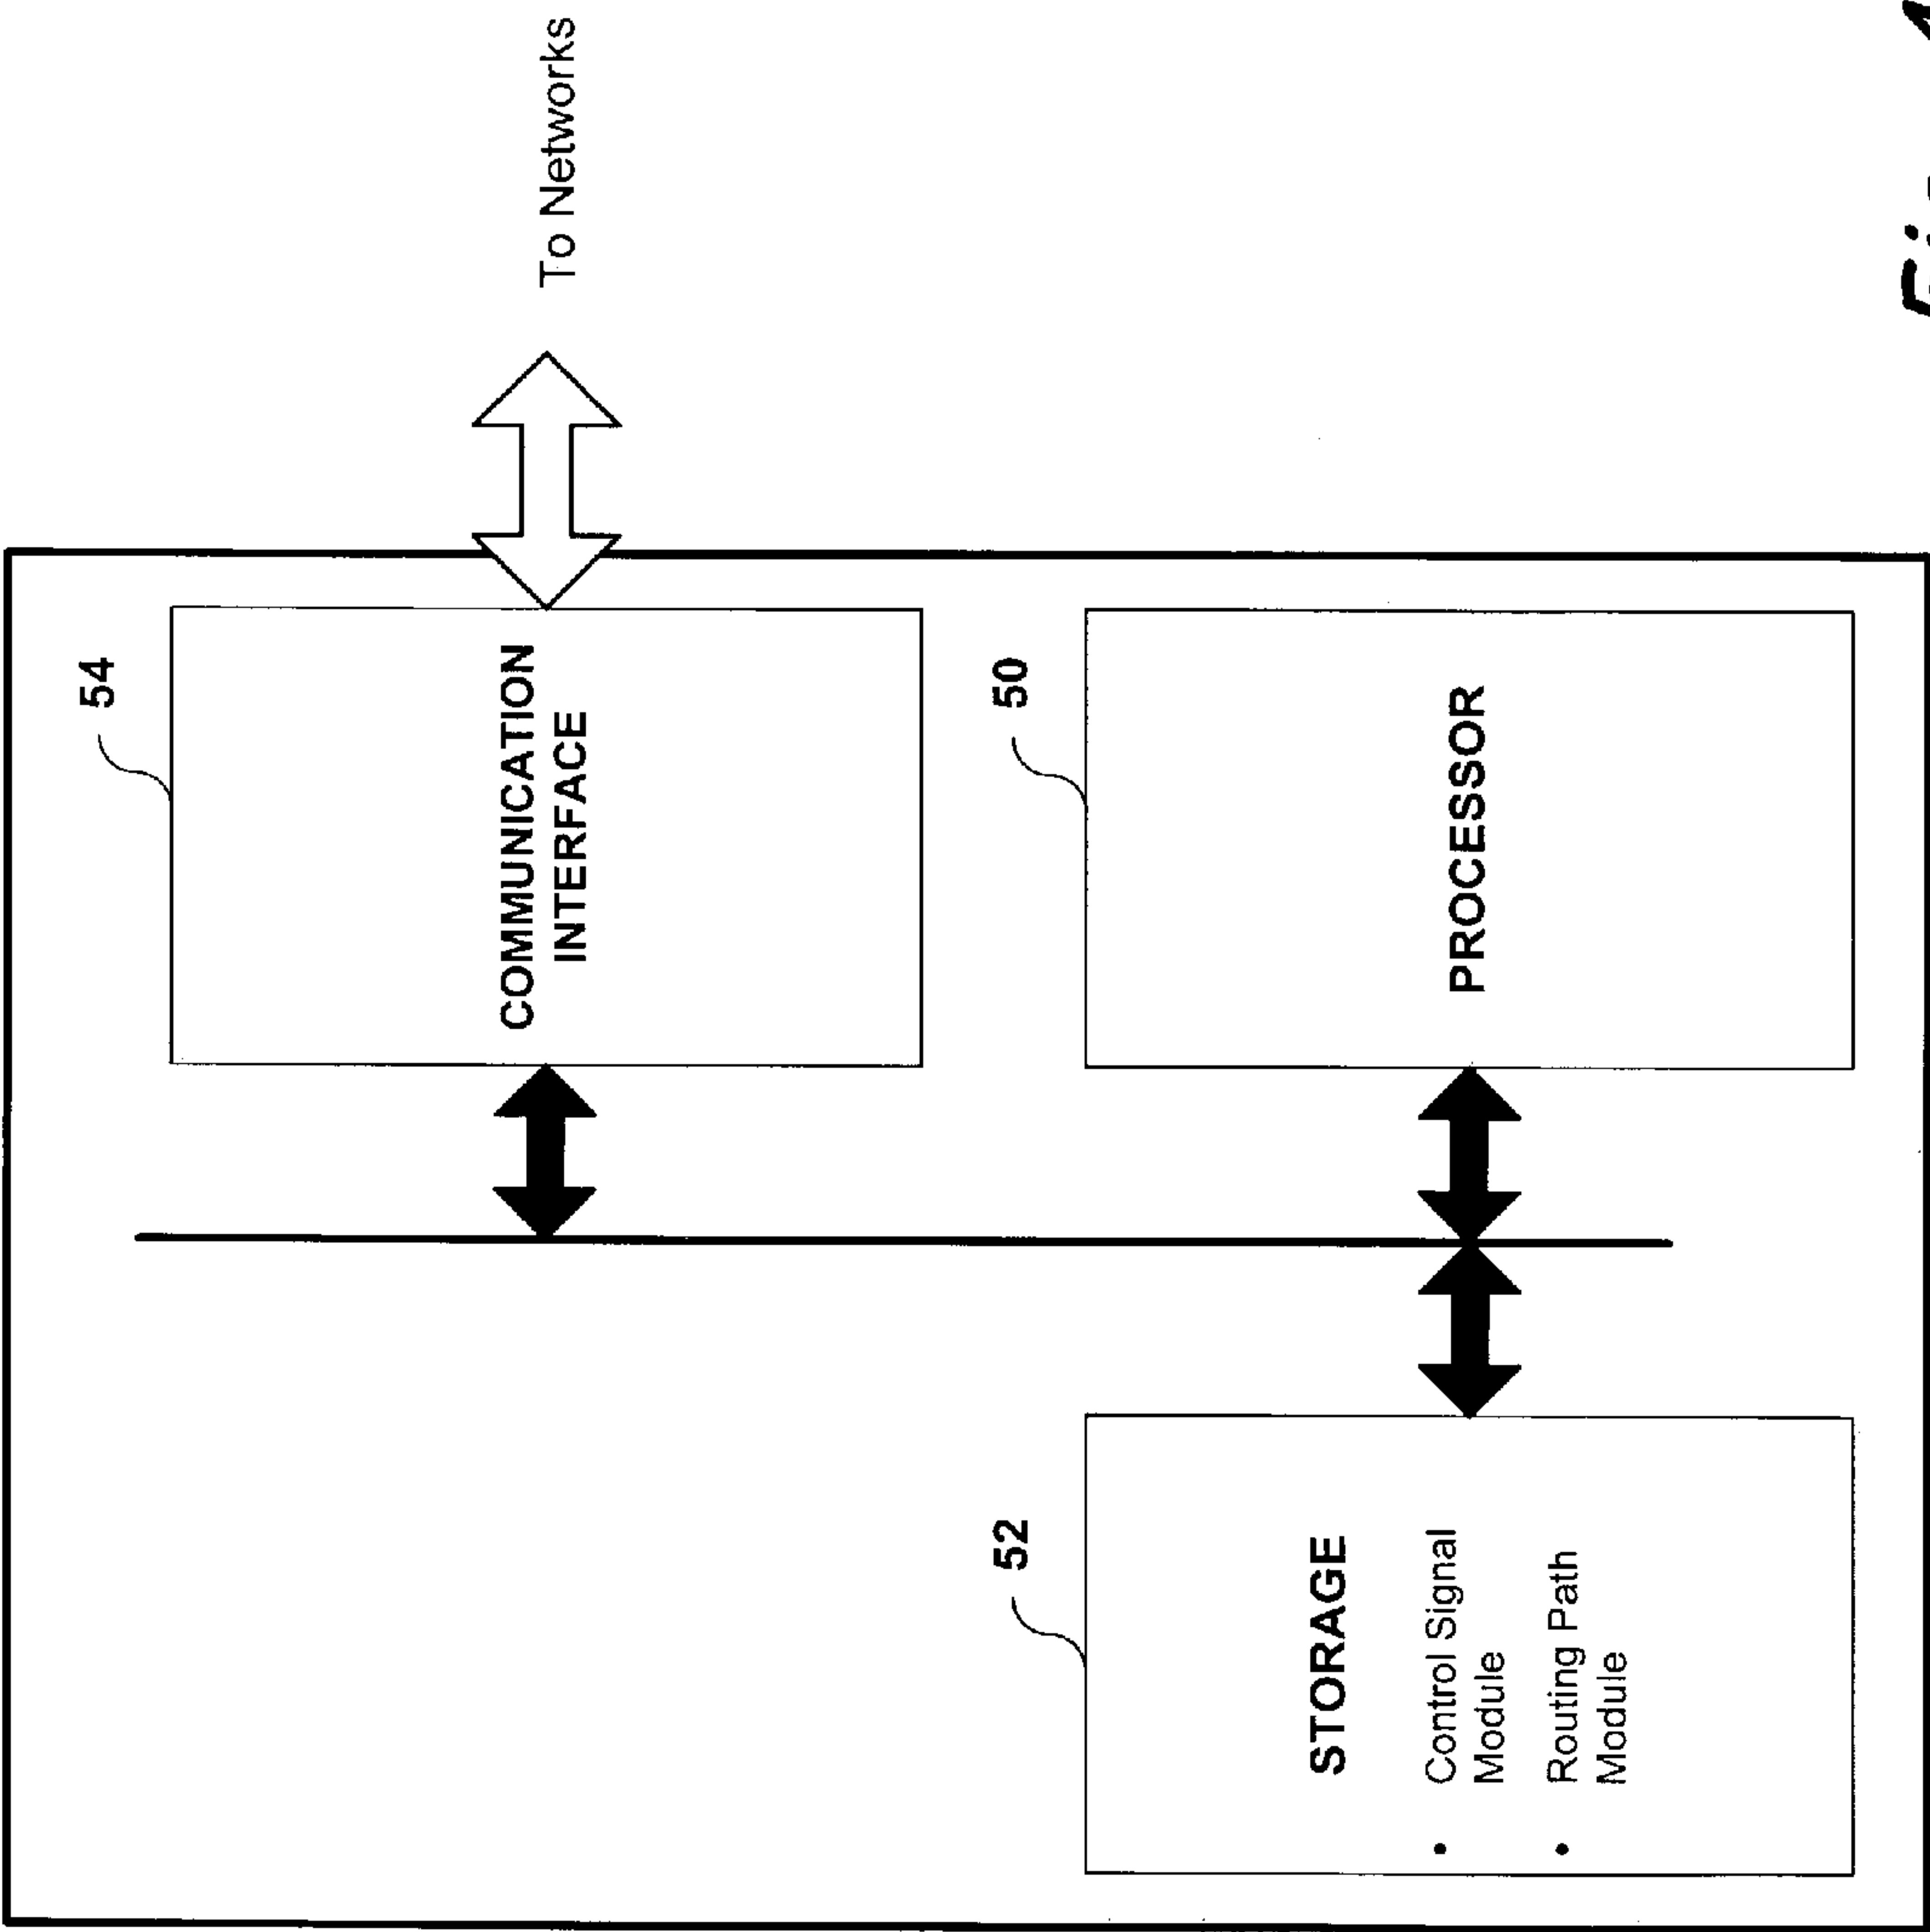 54
COMMUNICATION
INTERFACE
To Networks
52
STORAGE
• Control Signal
Module
• Routing Path
Module
50
PROCESSOR